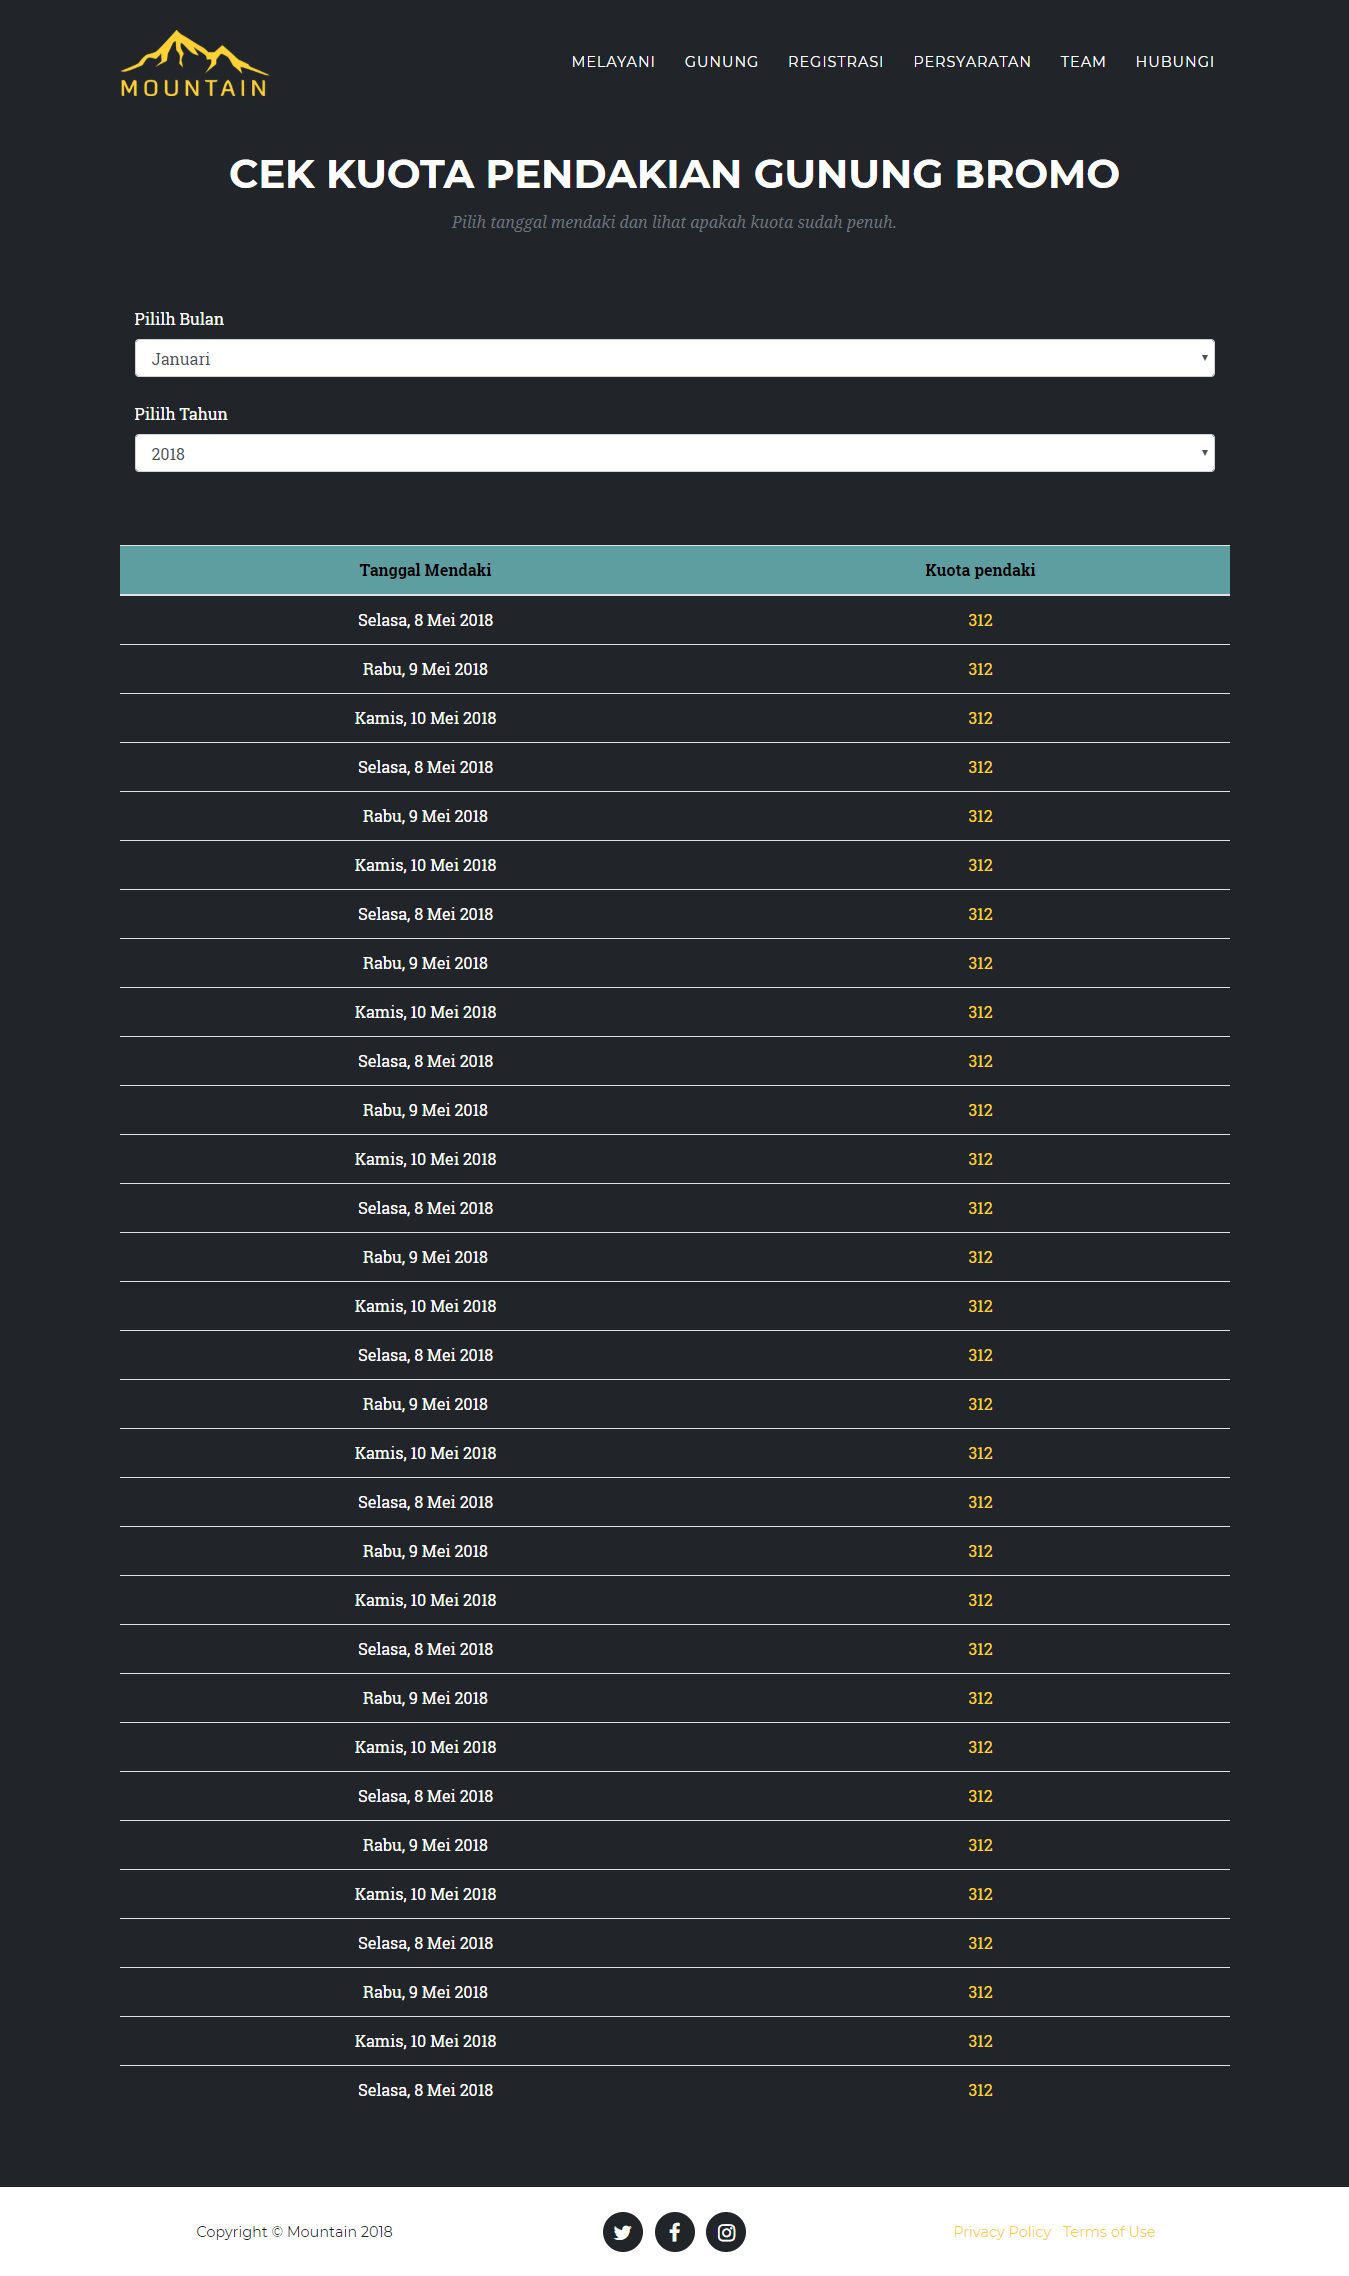 MOUNTAIN
MELAYANI GUNUNG REGISTRASI PERSYARATAN TEAM HUBUNGI
CEK KUOTA PENDAKIAN GUNUNG BROMO
Pilih tanggal mendaki dan lihat apakah kuota sudah penuh.
Pililh Bulan
Januari
Pililh Tahun
2018
Tanggal Mendaki Kuota pendaki
Selasa, 8 Mei 2018 312
Rabu, 9 Mei 2018 312
Kamis, 10 Mei 2018 312
Selasa, 8 Mei 2018 312
Rabu, 9 Mei 2018 312
Kamis, 10 Mei 2018 312
Selasa, 8 Mei 2018 312
Rabu, 9 Mei 2018 312
Kamis, 10 Mei 2018 312
Selasa, 8 Mei 2018 312
Rabu, 9 Mei 2018 312
Kamis, 10 Mei 2018 312
Selasa, 8 Mei 2018 312
Rabu, 9 Mei 2018 312
Kamis, 10 Mei 2018 312
Selasa, 8 Mei 2018 312
Rabu, 9 Mei 2018 312
Kamis, 10 Mei 2018 312
Selasa, 8 Mei 2018 312
Rabu, 9 Mei 2018 312
Kamis, 10 Mei 2018 312
Selasa, 8 Mei 2018 312
Rabu, 9 Mei 2018 312
Kamis, 10 Mei 2018 312
Selasa, 8 Mei 2018 312
Rabu, 9 Mei 2018 312
Kamis, 10 Mei 2018 312
Selasa, 8 Mei 2018 312
Rabu, 9 Mei 2018 312
Kamis, 10 Mei 2018 312
Selasa, 8 Mei 2018 312
Copyright © Mountain 2018 Privacy Policy Terms of Use